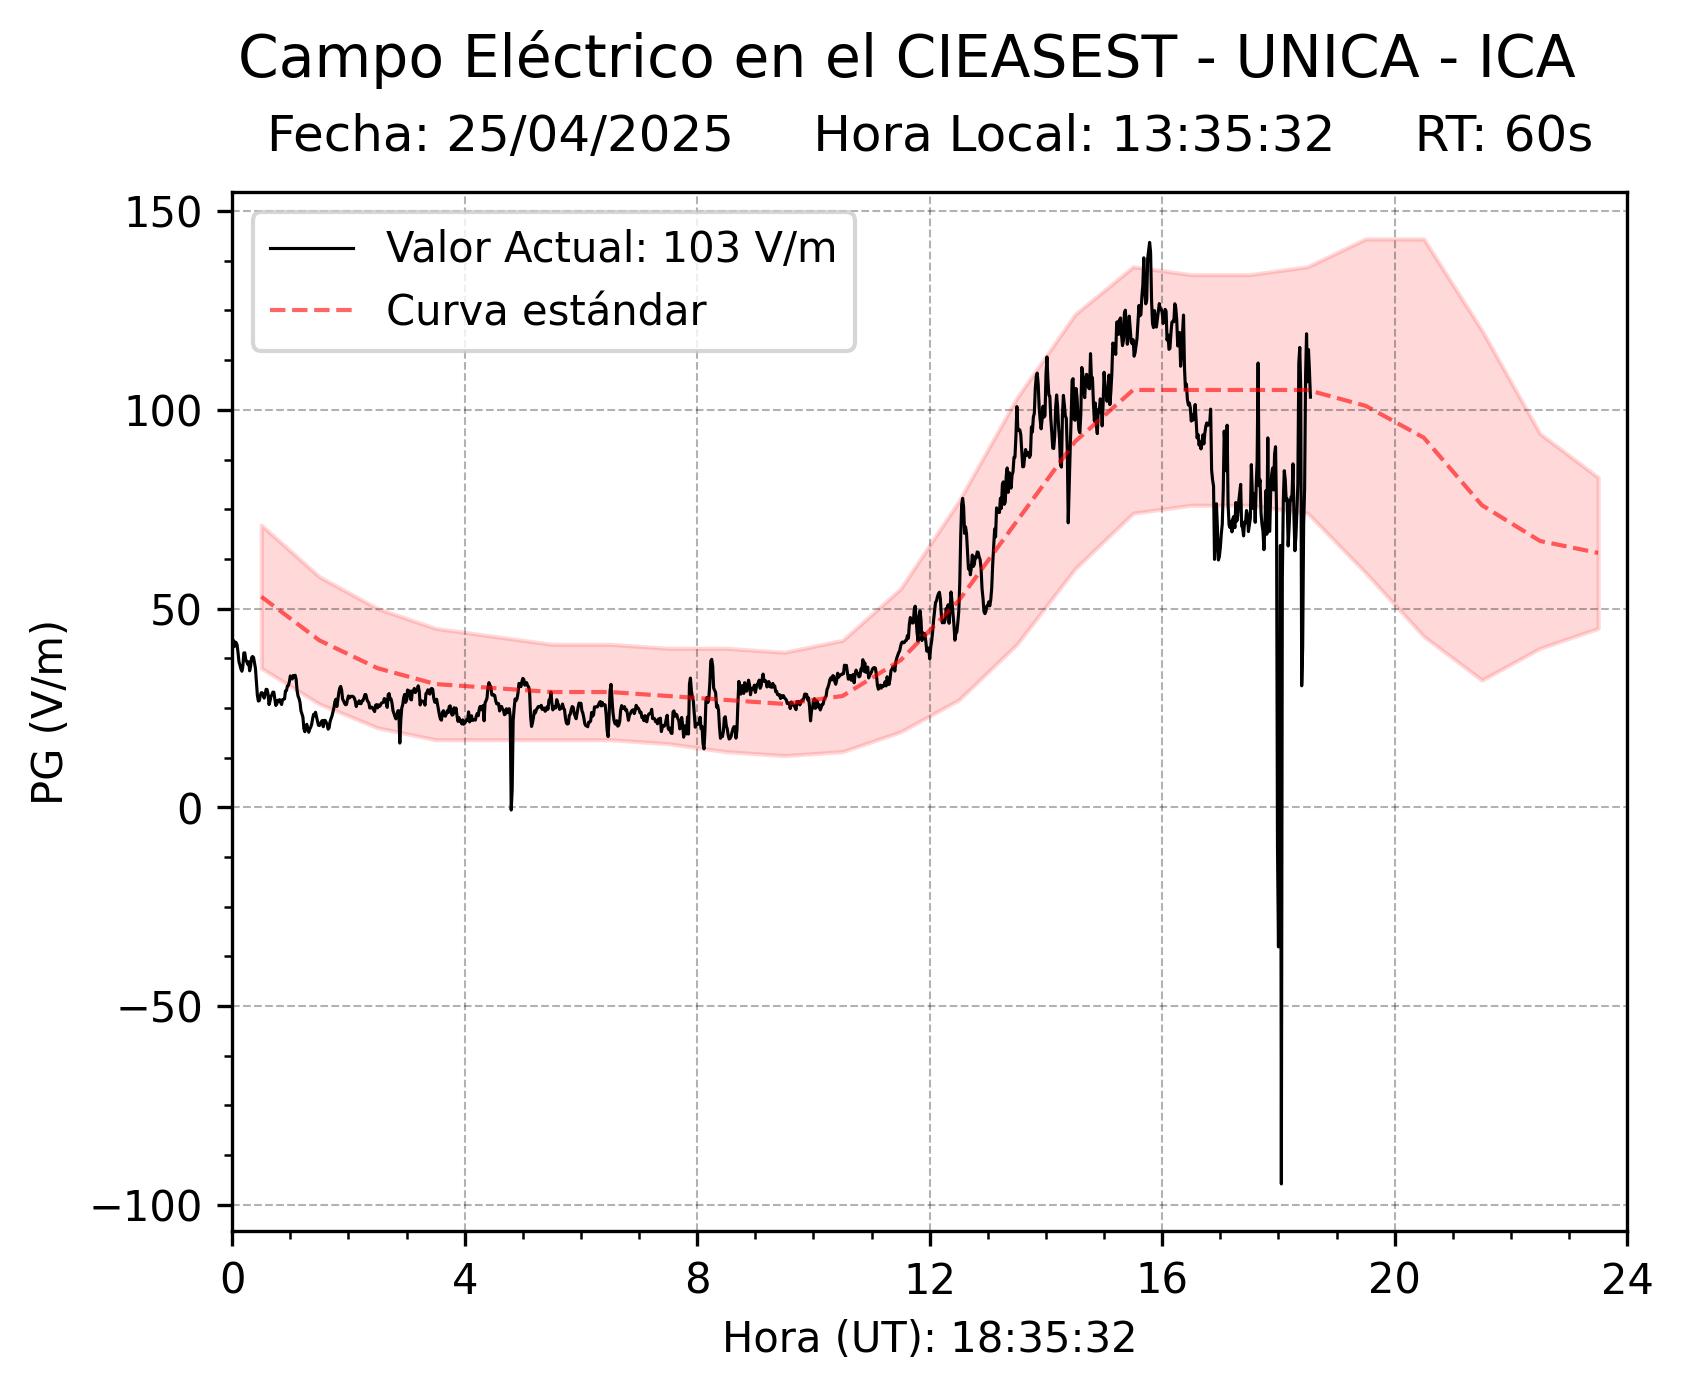 Campo Eléctrico en el CIEASEST - UNICA - ICA
Fecha: 25/04/2025 Hora Local: 13:35:32 RT: 60s
Valor Actual: 103 V/m
Curva estándar
PG (V/m)
150
100
50
0
−50
−100
0 4 8 12 16 20 24
Hora (UT): 18:35:32